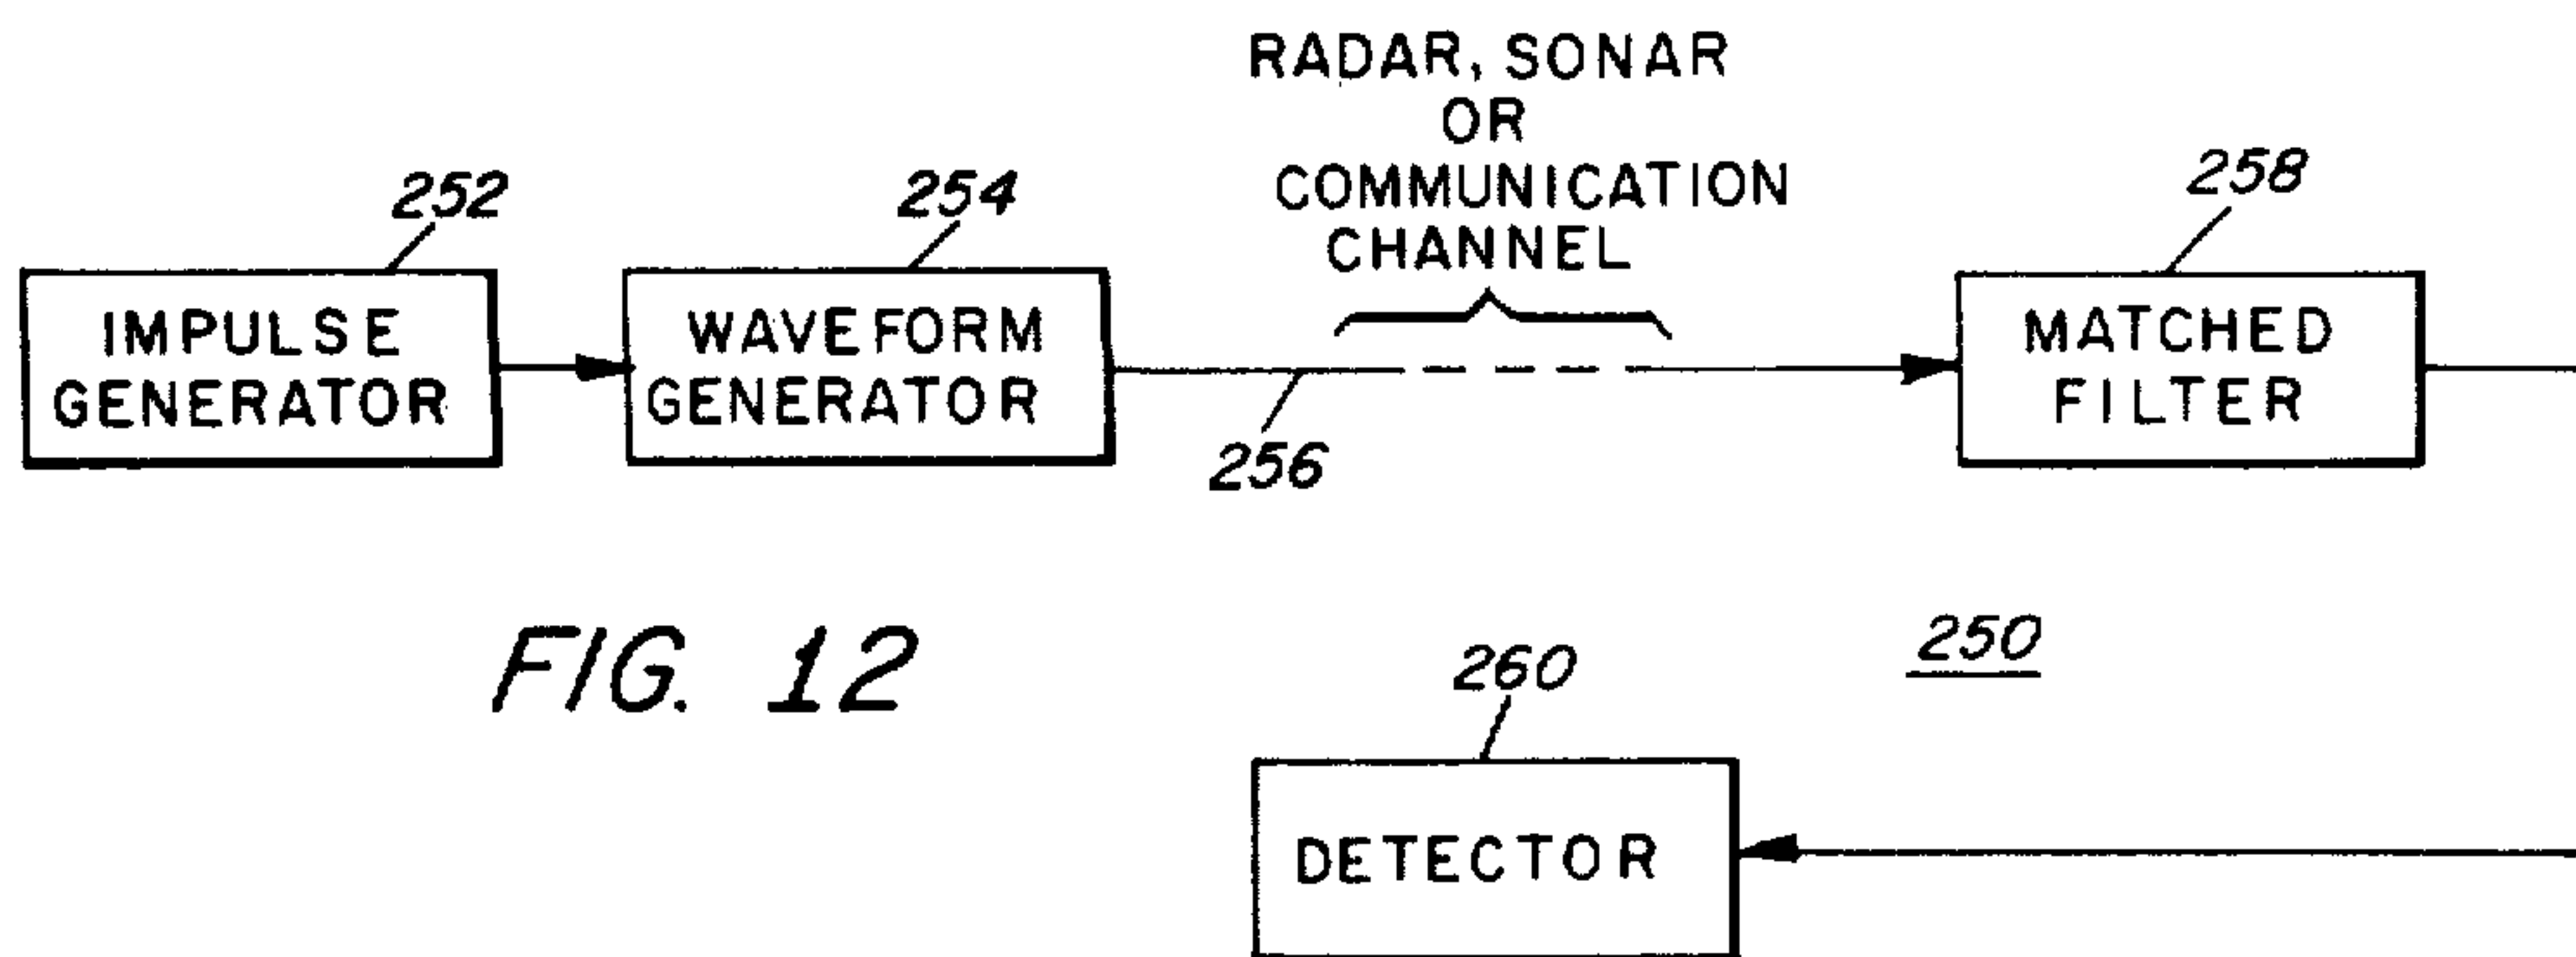 RADAR, SONAR
OR
COMMUNICATION
CHANNEL
252
254
258
IMPULSE
GENERATOR
WAVEFORM
GENERATOR
MATCHED
FILTER
256
FIG. 12
250
260
DETECTOR